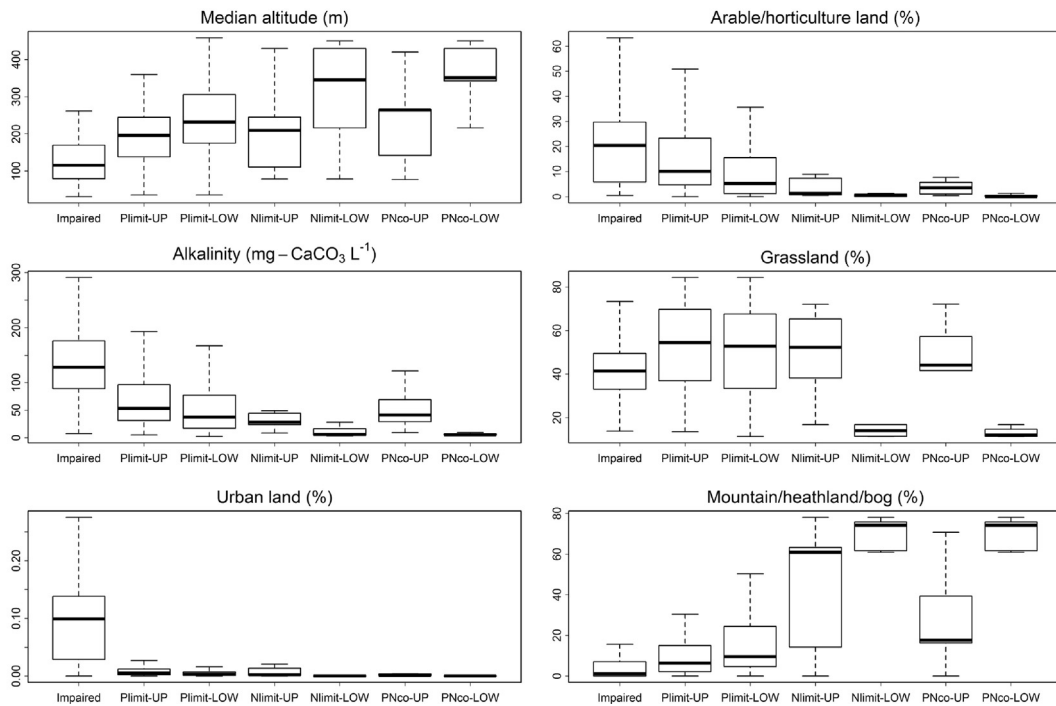 Median altitude (m)
400
300
200
100
Impaired Plimit-UP Plimit-LOW Nlimit-UP Nlimit-LOW PNco-UP PNco-LOW
Arable/horticulture land (%)
60
50
40
30
20
10
0
Impaired Plimit-UP Plimit-LOW Nlimit-UP Nlimit-LOW PNco-UP PNco-LOW
Alkalinity (mg – CaCO₃ L⁻¹)
300
200
100
50
0
Impaired Plimit-UP Plimit-LOW Nlimit-UP Nlimit-LOW PNco-UP PNco-LOW
Grassland (%)
80
60
40
20
Impaired Plimit-UP Plimit-LOW Nlimit-UP Nlimit-LOW PNco-UP PNco-LOW
Urban land (%)
0.20
0.10
0.00
Impaired Plimit-UP Plimit-LOW Nlimit-UP Nlimit-LOW PNco-UP PNco-LOW
Mountain/heathland/bog (%)
80
60
40
20
0
Impaired Plimit-UP Plimit-LOW Nlimit-UP Nlimit-LOW PNco-UP PNco-LOW